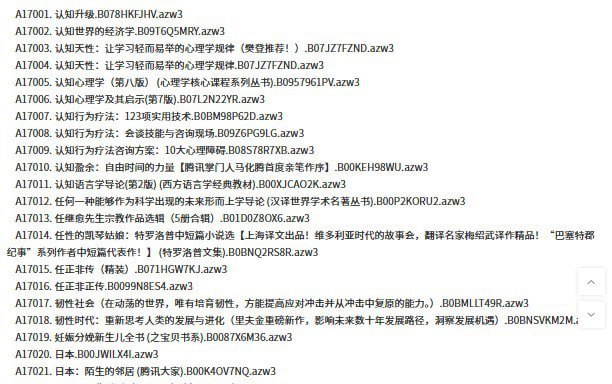 A17001. 认知升级.B078HKFJHV.azw3
A17002. 认知世界的经济学.B09T6Q5MRY.azw3
A17003. 认知天性：让学习轻而易举的心理学规律（樊登推荐！）.B07JZ7FZND.azw3
A17004. 认知天性：让学习轻而易举的心理学规律.B07JZ7FZND.azw3
A17005. 认知心理学（第八版） (心理学核心课程系列丛书).B0957961PV.azw3
A17006. 认知心理学及其启示(第7版).B07L2N22YR.azw3
A17007. 认知行为疗法：123项实用技术.B0BM98P62D.azw3
A17008. 认知行为疗法：会谈技能与咨询现场.B09Z6PG9LG.azw3
A17009. 认知行为疗法咨询方案：10大心理障碍.B08S78R7XB.azw3
A17010. 认知盈余：自由时间的力量【腾讯掌门人马化腾首度亲笔作序】.B00KEH98WU.azw3
A17011. 认知语言学导论(第2版) (西方语言学经典教材).B00XJCAO2K.azw3
A17012. 任何一种能够作为科学出现的未来形而上学导论 (汉译世界学术名著丛书).B00P2KORU2.azw3
A17013. 任继愈先生宗教作品选辑（5册合辑）.B01D0Z8OX6.azw3
A17014. 任性的凯琴姑娘：特罗洛普中短篇小说选【上海译文出品！维多利亚时代的故事会，翻译名家梅绍武译作精品！“巴塞特郡
纪事”系列作者中短篇代表作！】 (特罗洛普文集).B0BNQ2RS8R.azw3
A17015. 任正非传（精装）.B071HGW7KJ.azw3
A17016. 任正非正传.B0099N8ES4.azw3
A17017. 韧性社会（在动荡的世界，唯有培育韧性，方能提高应对冲击并从冲击中复原的能力。）.B0BMLLT49R.azw3
A17018. 韧性时代：重新思考人类的发展与进化（里夫金重磅新作，影响未来数十年发展路径，洞察发展机遇）.B0BNSVKM2M.a
A17019. 妊娠分娩新生儿全书 (之宝贝书系).B0087X6M36.azw3
A17020. 日本.B00JWILX4I.azw3
A17021. 日本：陌生的邻居 (腾讯大家).B00K4OV7NQ.azw3